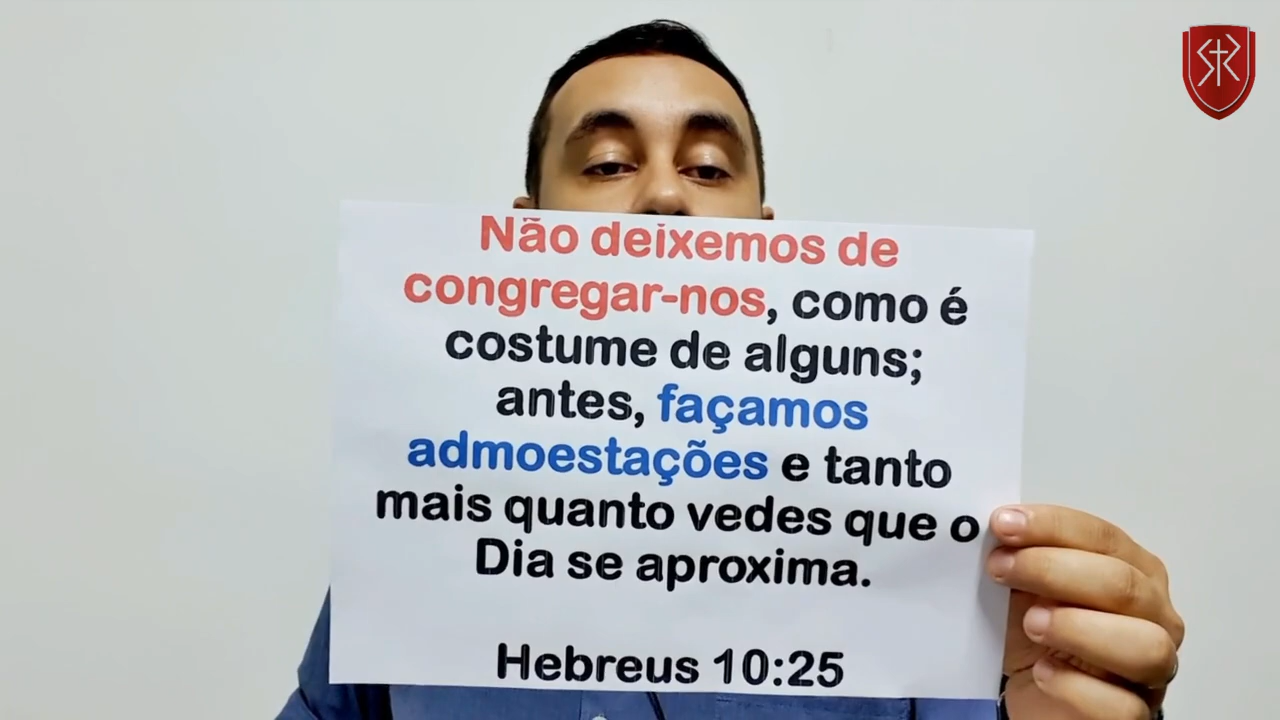 Não deixemos de
congregar-nos, como é
costume de alguns;
antes, façamos
admoestações e tanto
mais quanto vedes que o
Dia se aproxima.
Hebreus 10:25